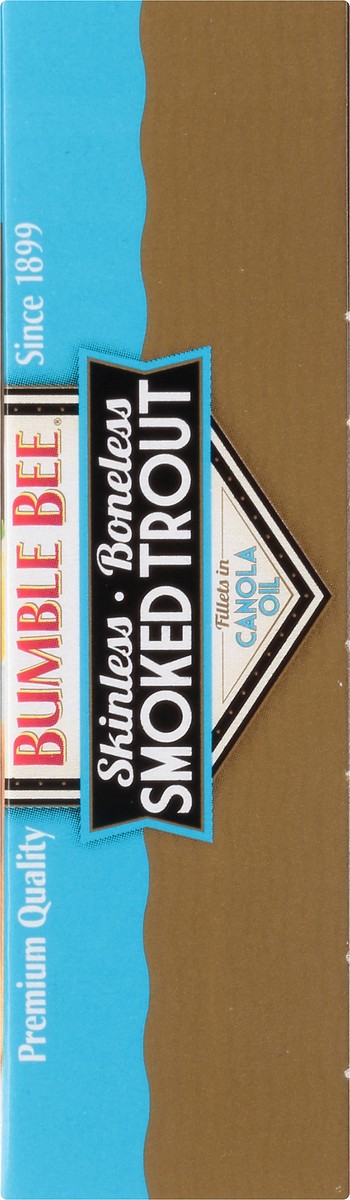 Premium Quality
Since 1899
BUMBLE BEE®
Skinless · Boneless
SMOKED TROUT
Fillets in
CANOLA
OIL